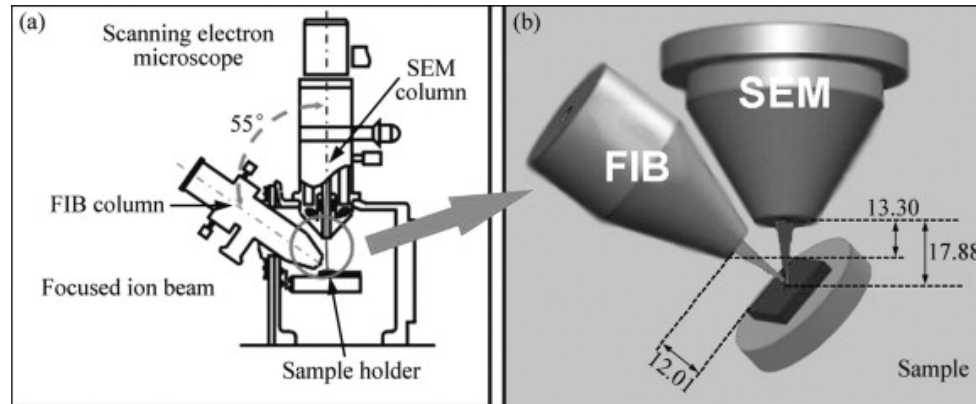 (a)
Scanning electron
microscope
SEM
column
55°
FIB column
Focused ion beam
Sample holder
(b)
SEM
FIB
13.30
17.88
12.01
Sample